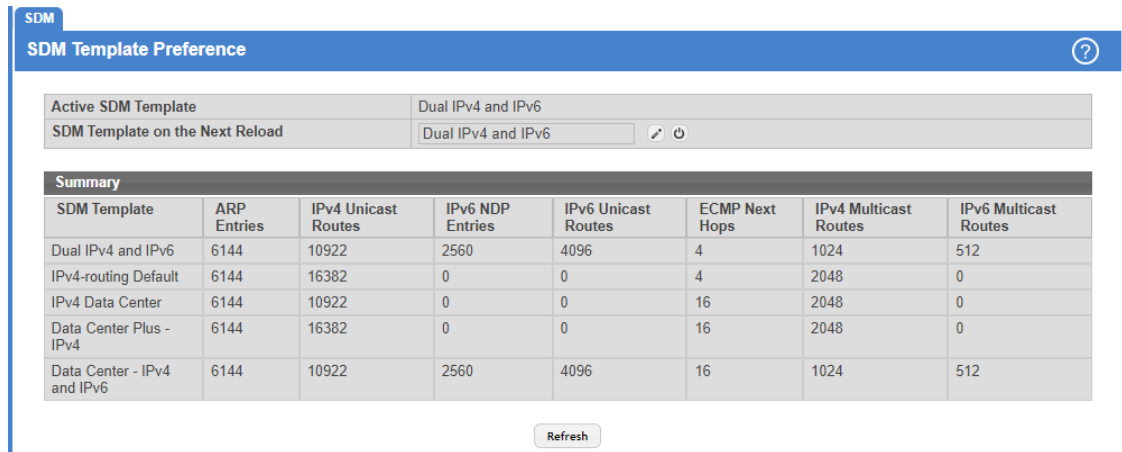 SDM
SDM Template Preference
?
Active SDM Template Dual IPv4 and IPv6
SDM Template on the Next Reload Dual IPv4 and IPv6
Summary
SDM Template ARP Entries IPv4 Unicast Routes IPv6 NDP Entries IPv6 Unicast Routes ECMP Next Hops IPv4 Multicast Routes IPv6 Multicast Routes
Dual IPv4 and IPv6 6144 10922 2560 4096 4 1024 512
IPv4-routing Default 6144 16382 0 0 4 2048 0
IPv4 Data Center 6144 10922 0 0 16 2048 0
Data Center Plus - IPv4 6144 16382 0 0 16 2048 0
Data Center - IPv4 and IPv6 6144 10922 2560 4096 16 1024 512
Refresh